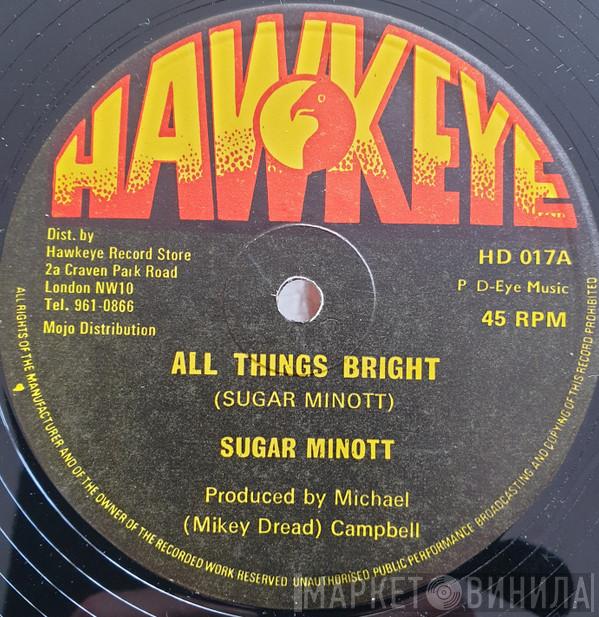 HAWKEYE
Dist. by
Hawkeye Record Store
2a Craven Park Road
London NW10
Tel. 961-0866
Mojo Distribution
HD 017A
P D-Eye Music
45 RPM
ALL THINGS BRIGHT
(SUGAR MINOTT)
SUGAR MINOTT
Produced by Michael
(Mikey Dread) Campbell
ALL RIGHTS OF THE MANUFACTURER AND OF THE OWNER OF THE RECORDED WORK RESERVED UNAUTHORISED PUBLIC PERFORMANCE BROADCASTING AND COPYING OF THIS RECORD PROHIBITED
МАРКЕТ ВИНИЛА